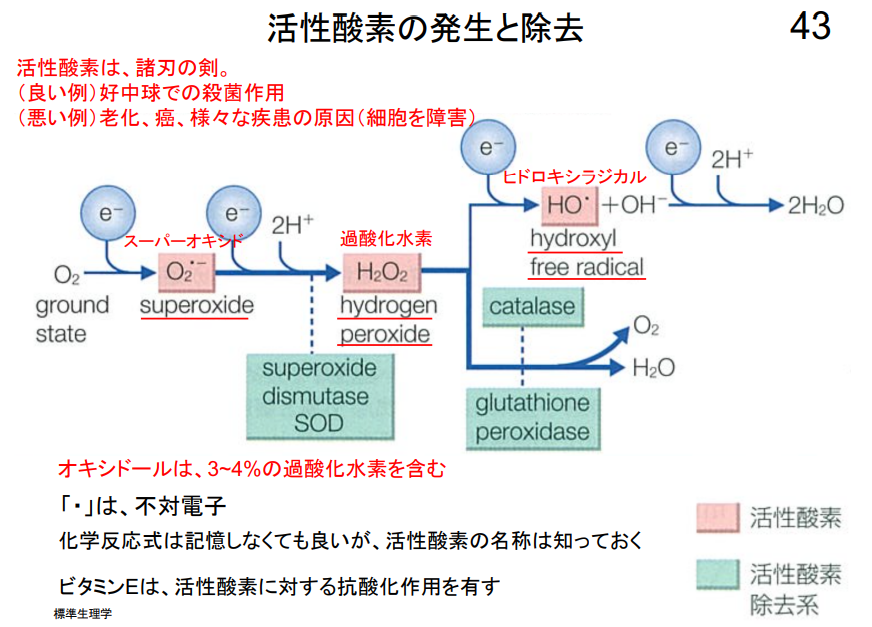 活性酸素の発生と除去
43
活性酸素は、諸刃の剣。
（良い例）好中球での殺菌作用
（悪い例）老化、癌、様々な疾患の原因（細胞を障害）
e⁻
e⁻
2H⁺
ヒドロキシラジカル
HO• +OH⁻
2H₂O
hydroxyl
free radical
e⁻
e⁻
2H⁺
スーパーオキシド
過酸化水素
O₂
O₂•⁻
H₂O₂
ground
state
superoxide
hydrogen
peroxide
catalase
O₂
H₂O
superoxide
dismutase
SOD
glutathione
peroxidase
オキシドールは、3~4%の過酸化水素を含む
「・」は、不対電子
化学反応式は記憶しなくても良いが、活性酸素の名称は知っておく
ビタミンEは、活性酸素に対する抗酸化作用を有す
標準生理学
活性酸素
活性酸素
除去系